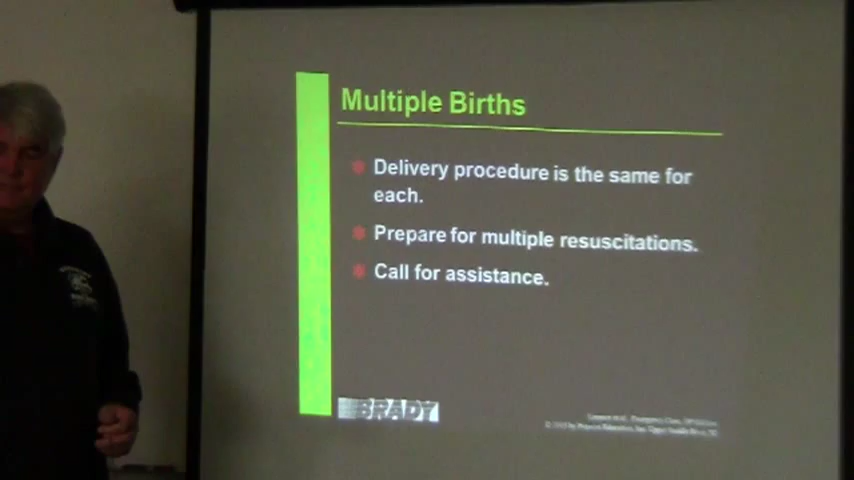 Multiple Births
Delivery procedure is the same for
each.
Prepare for multiple resuscitations.
Call for assistance.
BRADY